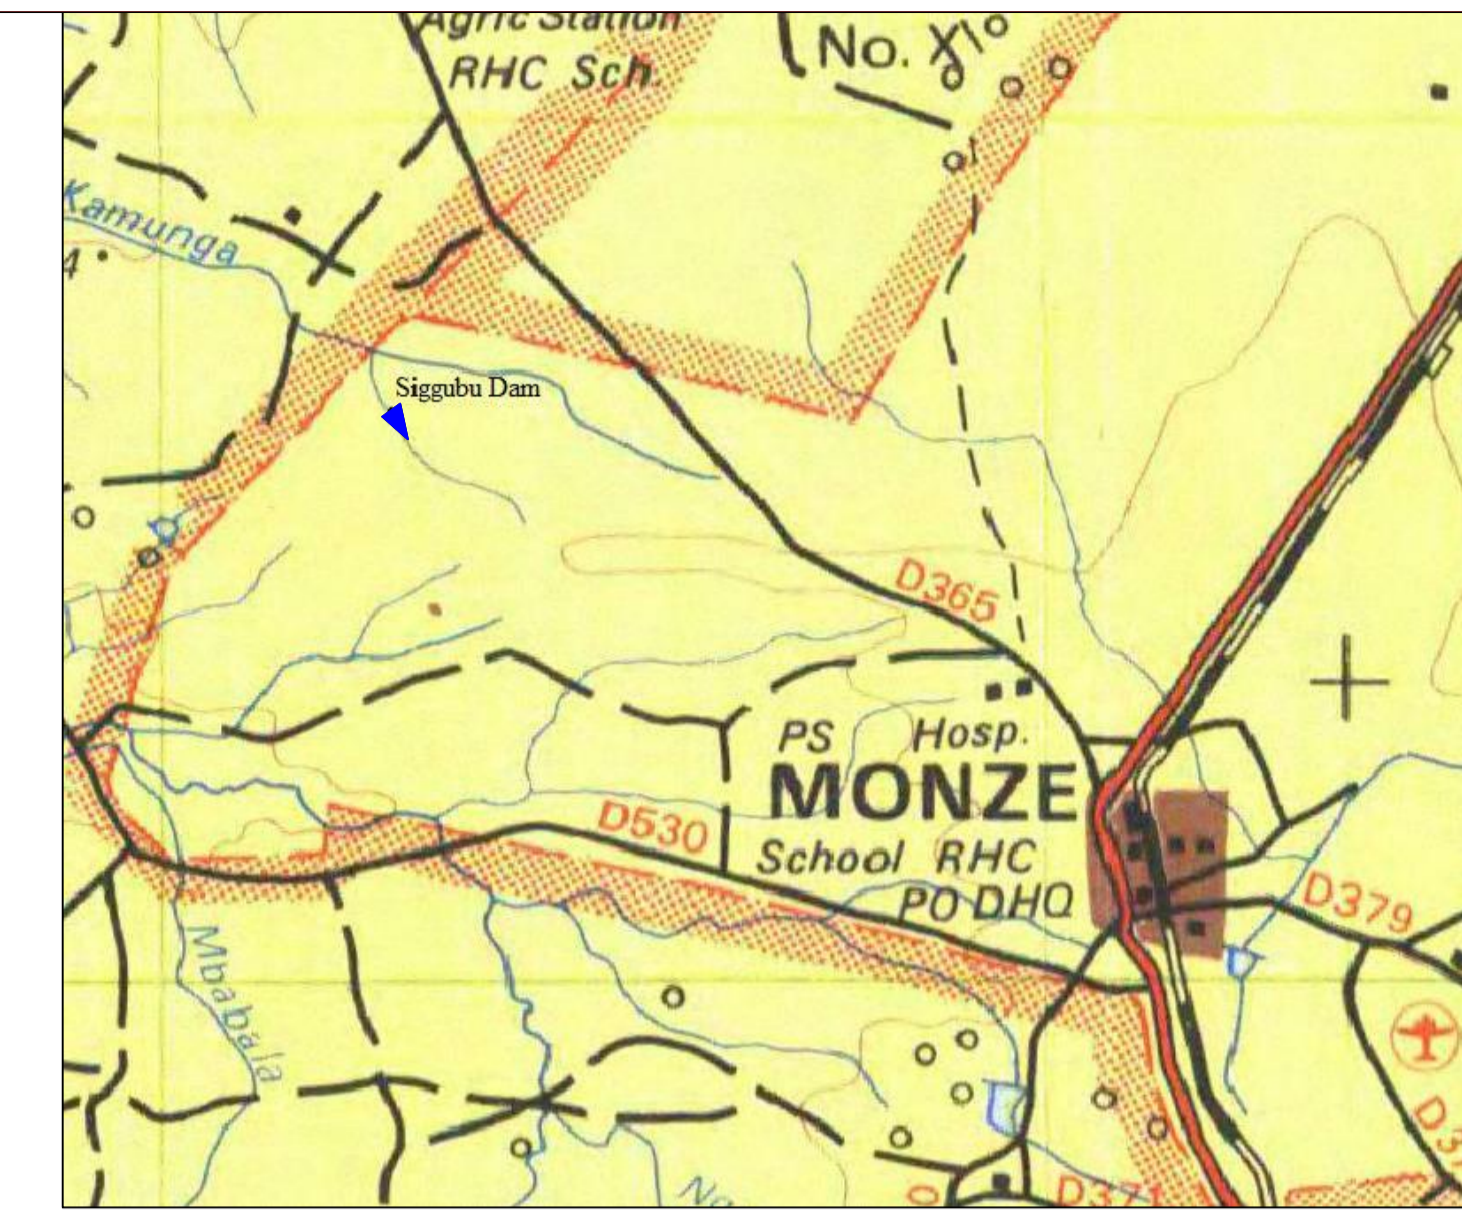 Agric Station
RHC Sch.
No.
Kamunga
4
Siggubu Dam
D365
PS Hosp.
MONZE
D530
School RHC
PO DHQ
D379
Mbabala
D371